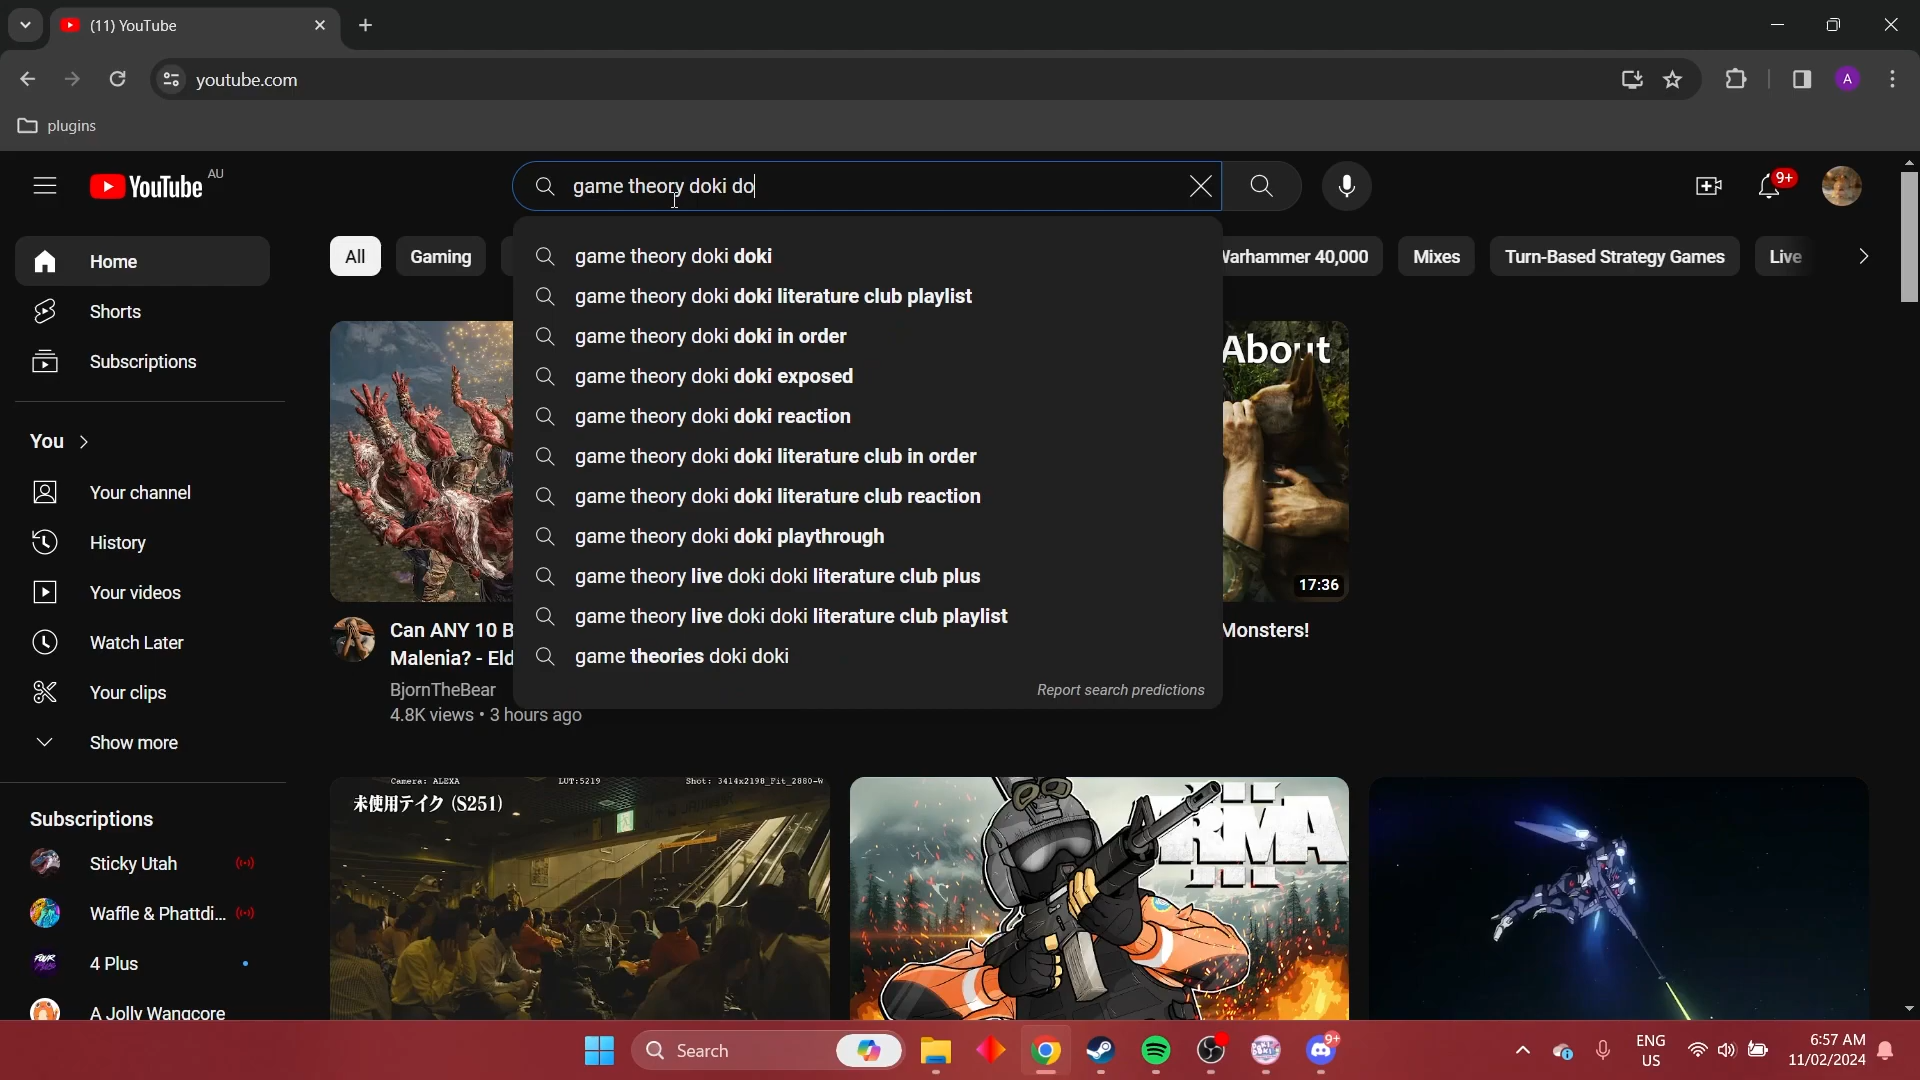 (11) YouTube
youtube.com
A
plugins
YouTube AU
game theory doki do
9+
All
Gaming
Warhammer 40,000
Mixes
Turn-Based Strategy Games
Live
game theory doki doki
game theory doki doki literature club playlist
game theory doki doki in order
game theory doki doki exposed
game theory doki doki reaction
game theory doki doki literature club in order
game theory doki doki literature club reaction
game theory doki doki playthrough
game theory live doki doki literature club plus
game theory live doki doki literature club playlist
game theories doki doki
Report search predictions
Home
Shorts
Subscriptions
You
Your channel
History
Your videos
Watch Later
Your clips
Show more
Subscriptions
Sticky Utah
Waffle & Phattdi...
4 Plus
A Jolly Wangcore
About
17:36
Can ANY 10 B
Malenia? - Eld
BjornTheBear
4.8K views • 3 hours ago
Monsters!
Camera: ALEXA LUT:5219 Shot: 3414x2198_Fit_2880-W
未使用テイク (S251)
ARMA
III
Search
9+
ENG
US
6:57 AM
11/02/2024